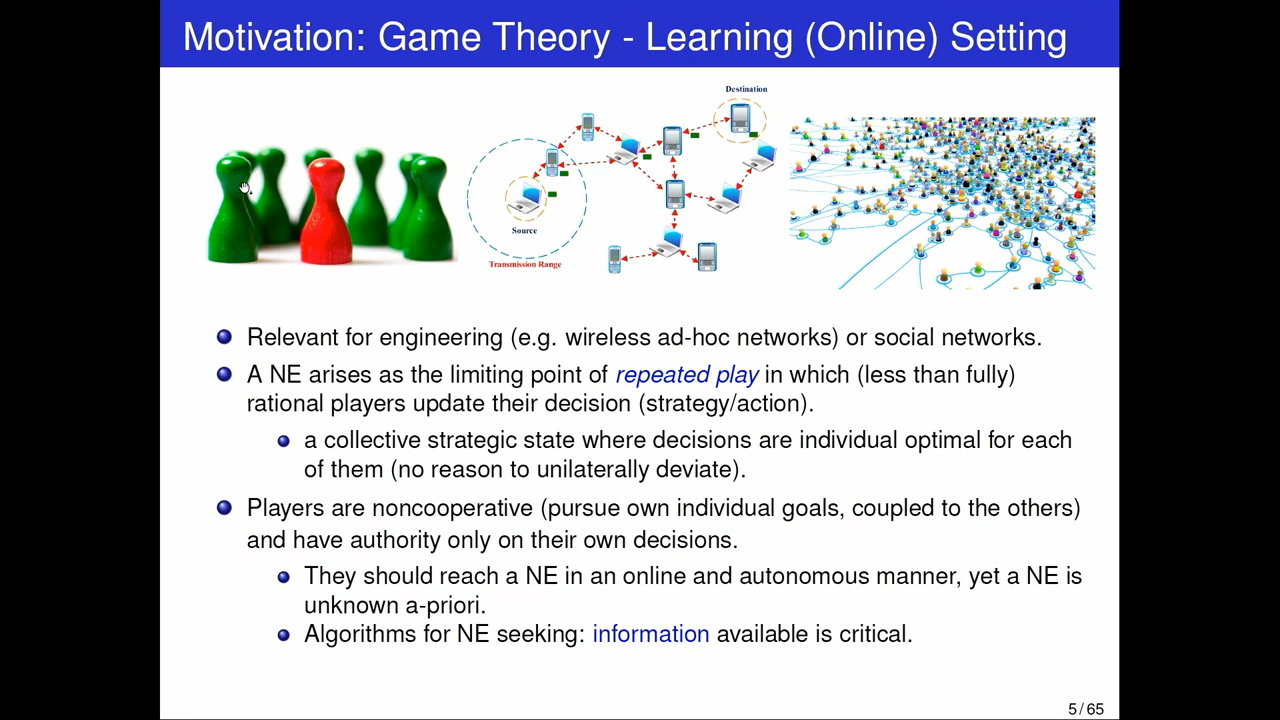 Motivation: Game Theory - Learning (Online) Setting
Destination
Source
Transmission Range
Relevant for engineering (e.g. wireless ad-hoc networks) or social networks.
A NE arises as the limiting point of repeated play in which (less than fully)
rational players update their decision (strategy/action).
a collective strategic state where decisions are individual optimal for each
of them (no reason to unilaterally deviate).
Players are noncooperative (pursue own individual goals, coupled to the others)
and have authority only on their own decisions.
They should reach a NE in an online and autonomous manner, yet a NE is
unknown a-priori.
Algorithms for NE seeking: information available is critical.
5 / 65